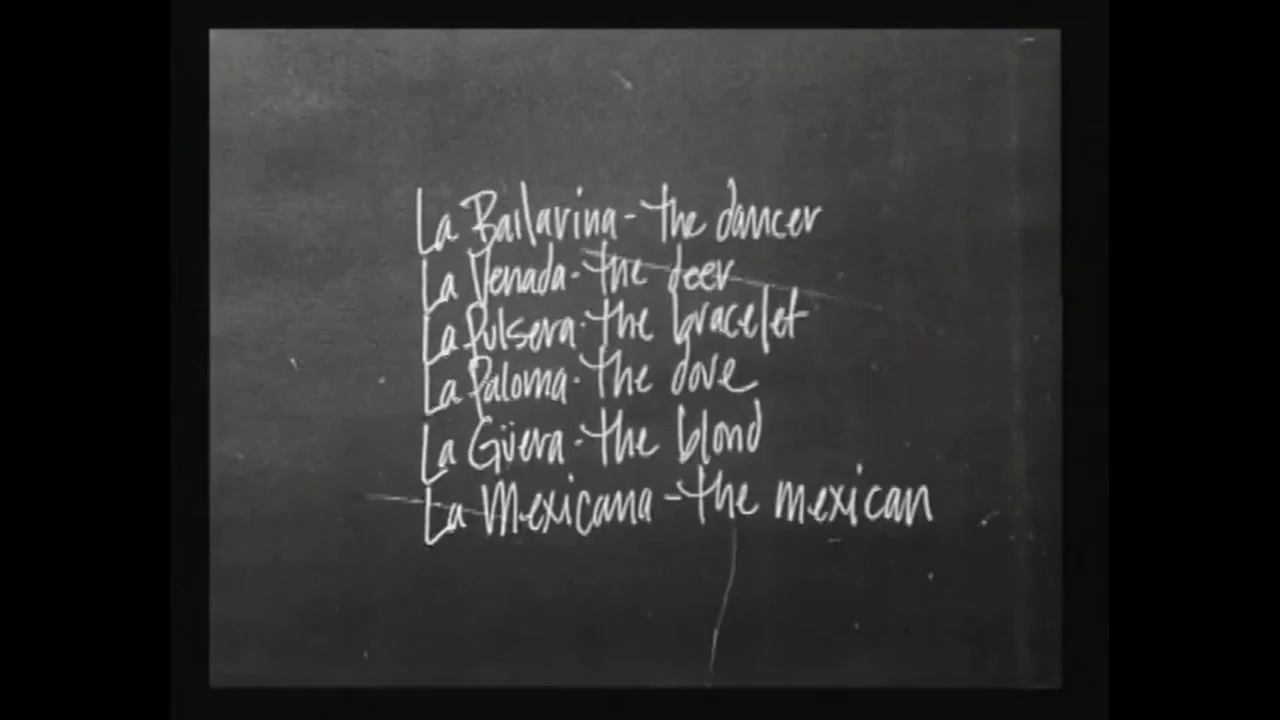 La Bailarina - the dancer
La Venada - the deer
La Pulsera - the bracelet
La Paloma - the dove
La Güera - the blond
La Mexicana - the mexican